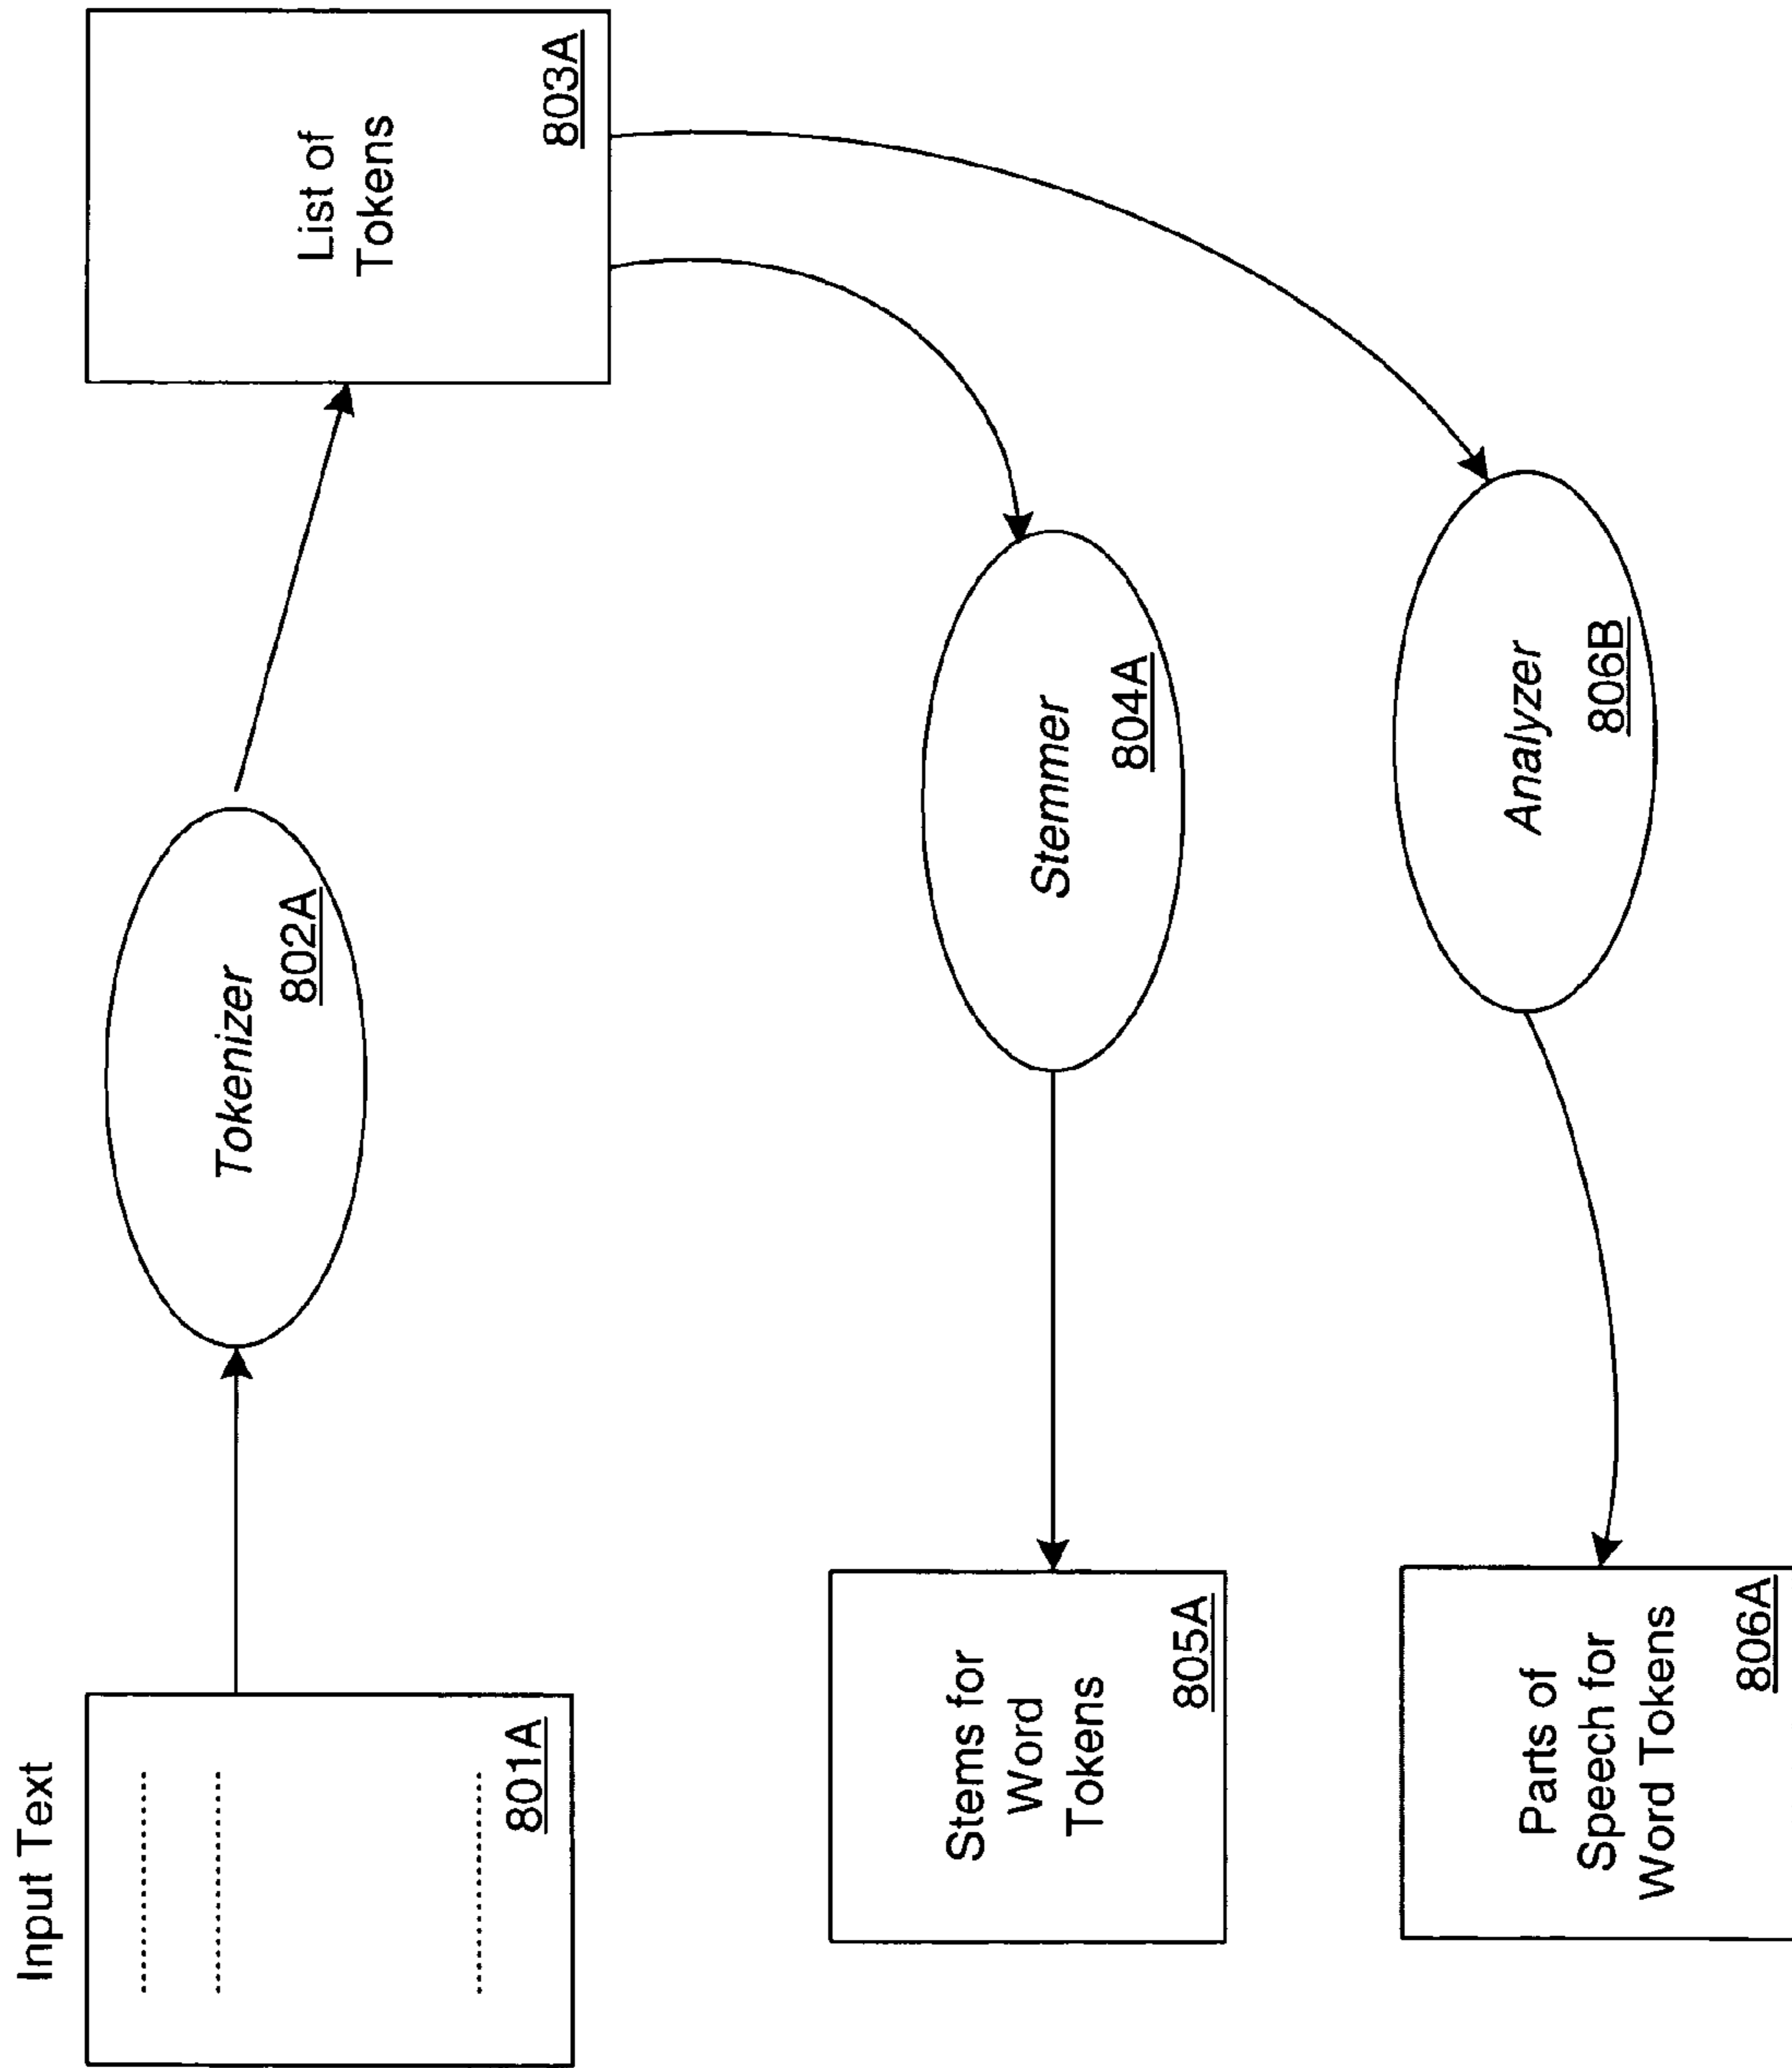 Input Text
801A
Tokenizer
802A
List of
Tokens
803A
Stems for
Word
Tokens
805A
Stemmer
804A
Parts of
Speech for
Word Tokens
806A
Analyzer
806B